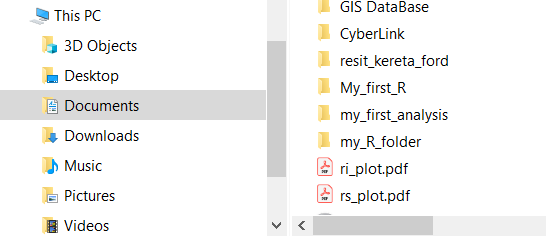 This PC
3D Objects
Desktop
Documents
Downloads
Music
Pictures
Videos
GIS DataBase
CyberLink
resit_kereta_ford
My_first_R
my_first_analysis
my_R_folder
ri_plot.pdf
rs_plot.pdf